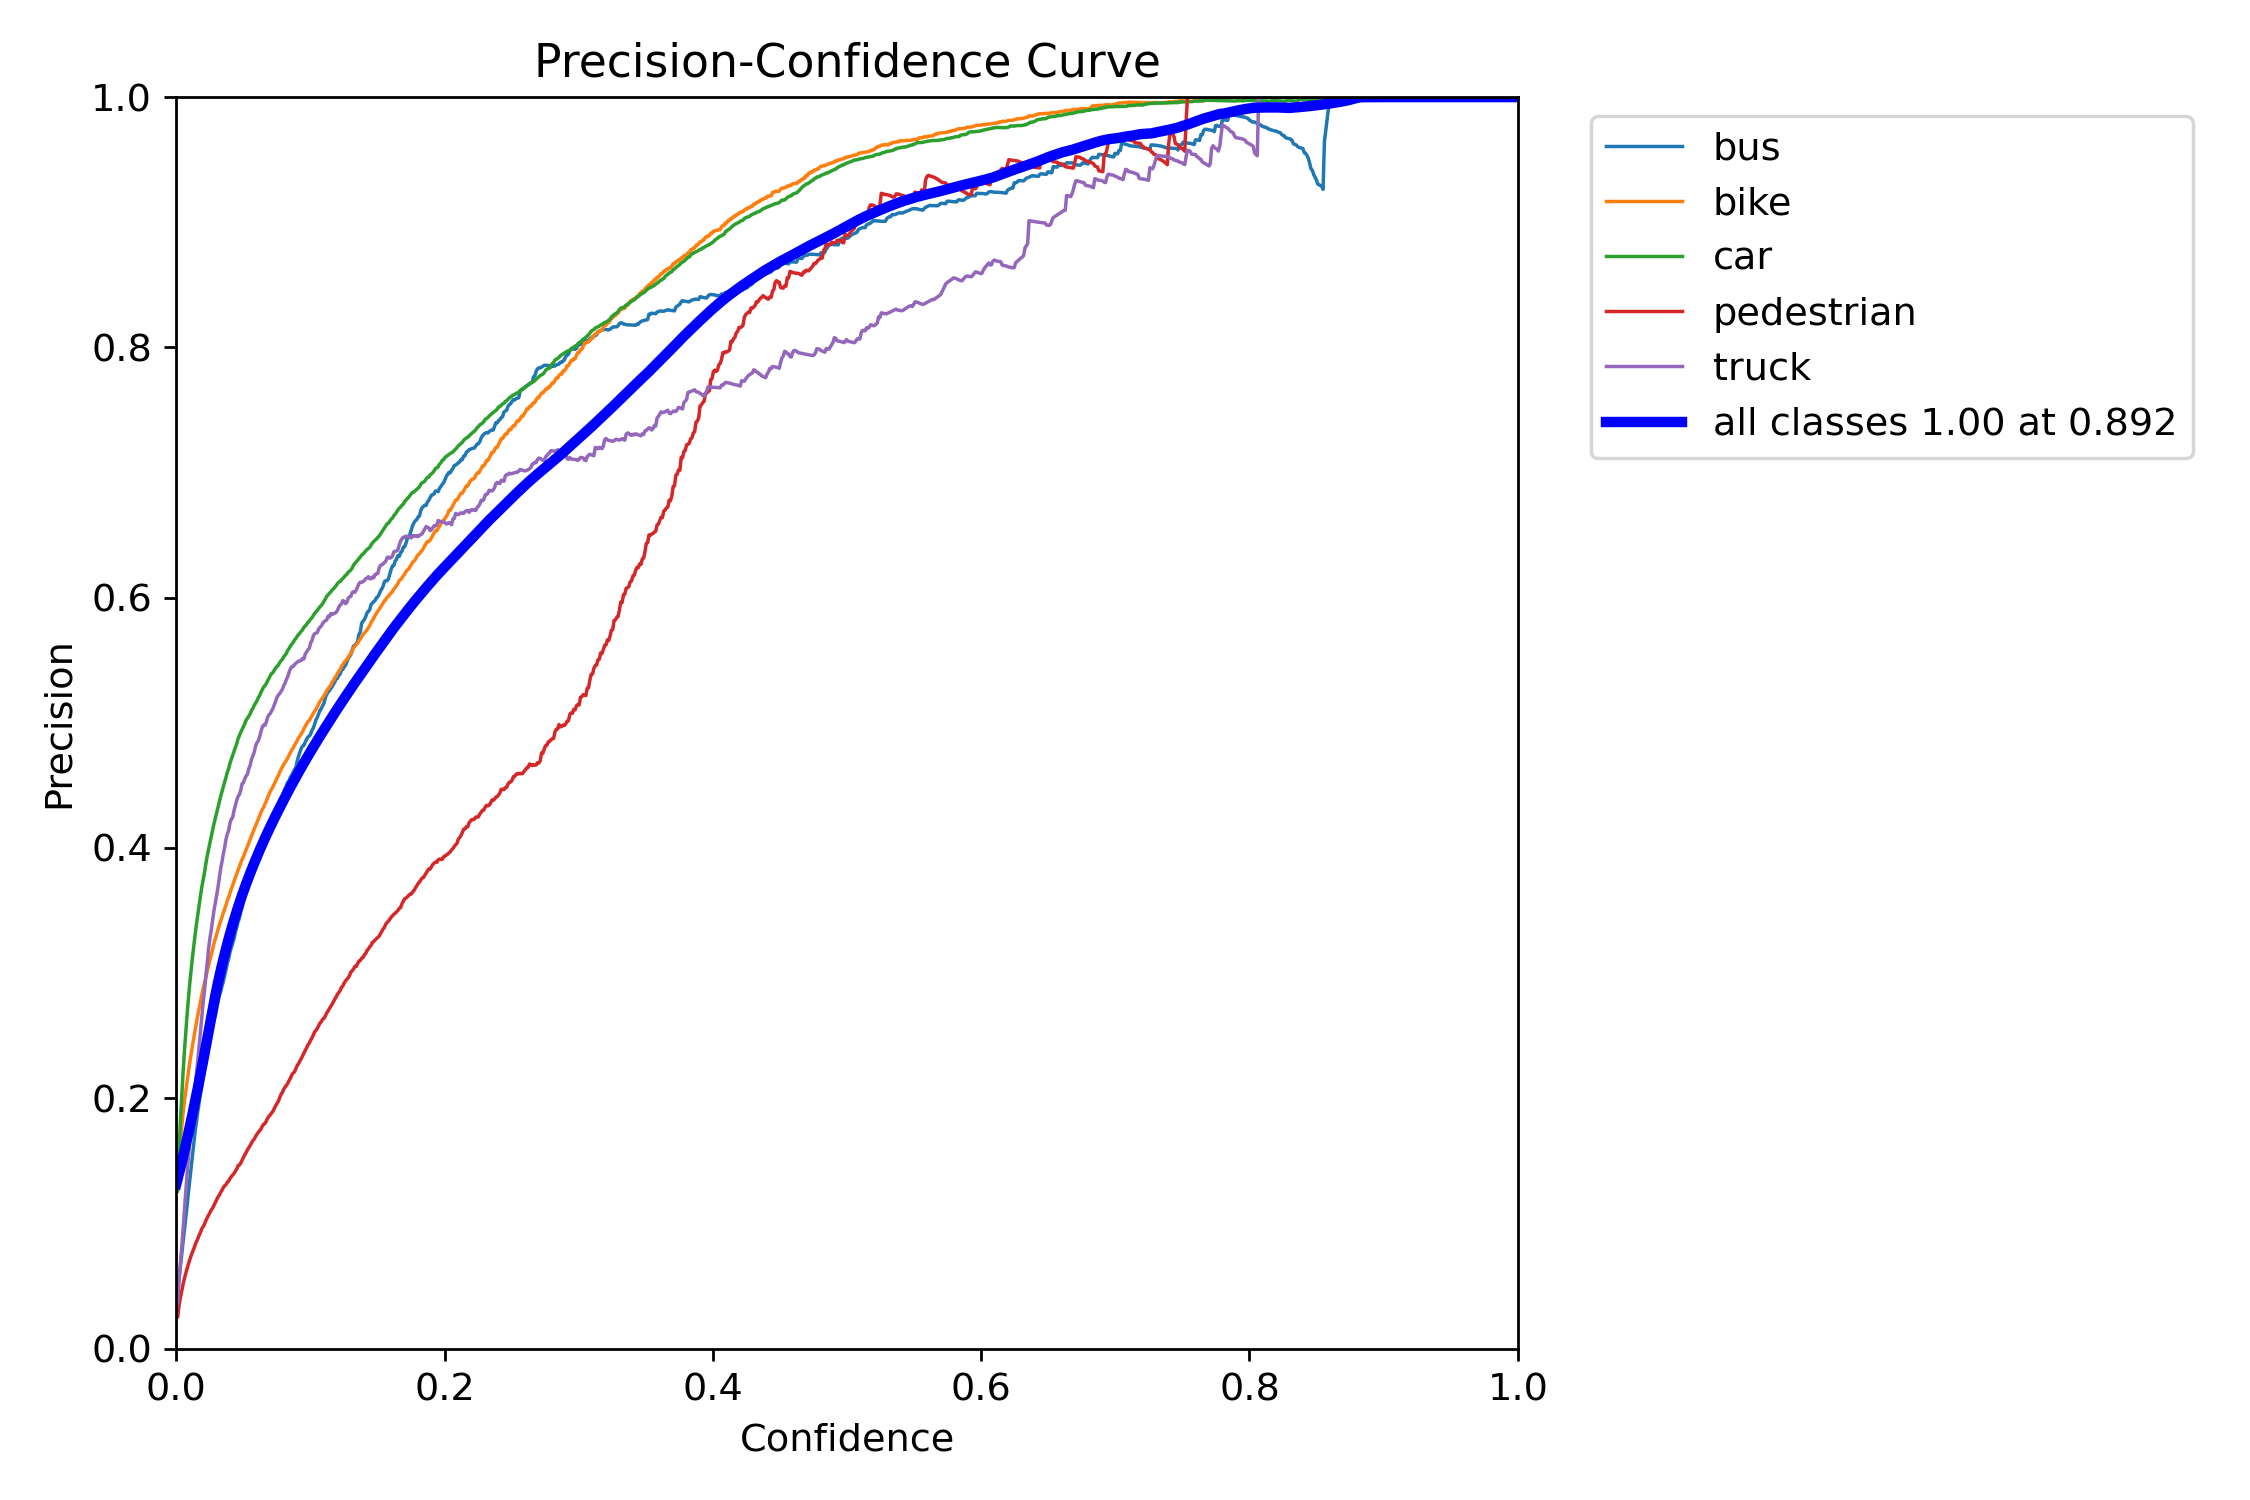 Precision-Confidence Curve
1.0
0.8
0.6
0.4
0.2
0.0
Precision
0.0 0.2 0.4 0.6 0.8 1.0
Confidence
bus
bike
car
pedestrian
truck
all classes 1.00 at 0.892